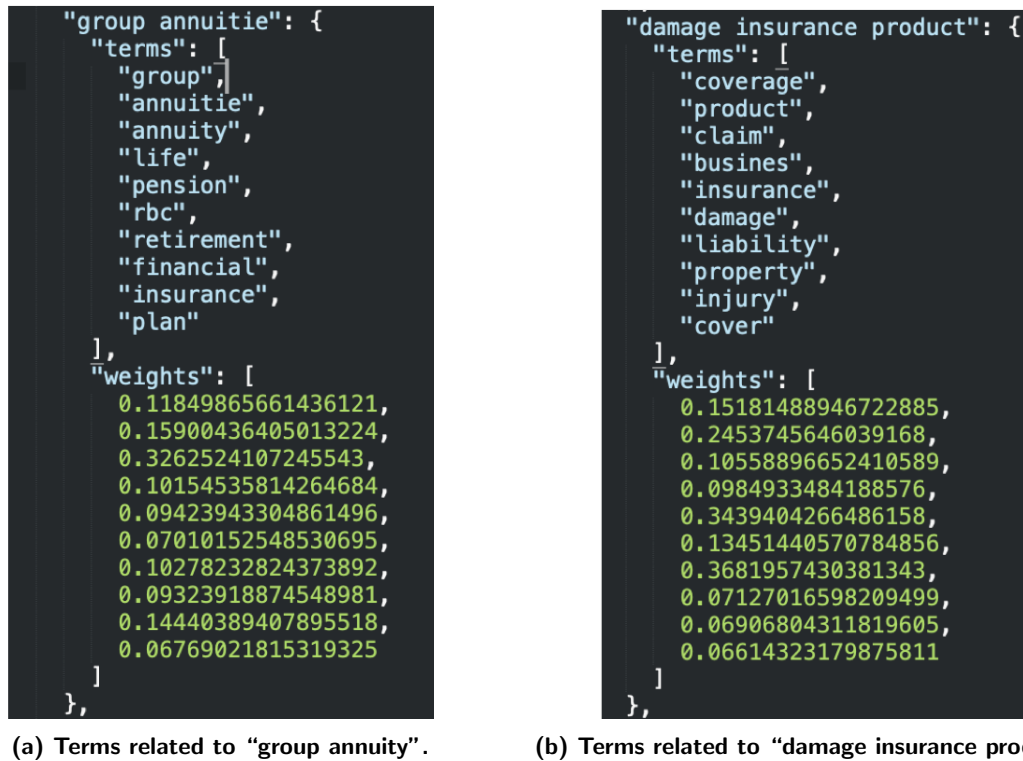 "group annuitie": {
"terms": [
"group",
"annuitie",
"annuity",
"life",
"pension",
"rbc",
"retirement",
"financial",
"insurance",
"plan"
],
"weights": [
0.11849865661436121,
0.15900436405013224,
0.3262524107245543,
0.10154535814264684,
0.09423943304861496,
0.07010152548530695,
0.10278232824373892,
0.09323918874548981,
0.14440389407895518,
0.06769021815319325
]
},
(a) Terms related to “group annuity”.
"damage insurance product": {
"terms": [
"coverage",
"product",
"claim",
"busines",
"insurance",
"damage",
"liability",
"property",
"injury",
"cover"
],
"weights": [
0.15181488946722885,
0.2453745646039168,
0.10558896652410589,
0.0984933484188576,
0.3439404266486158,
0.13451440570784856,
0.3681957430381343,
0.07127016598209499,
0.06906804311819605,
0.06614323179875811
]
},
(b) Terms related to “damage insurance